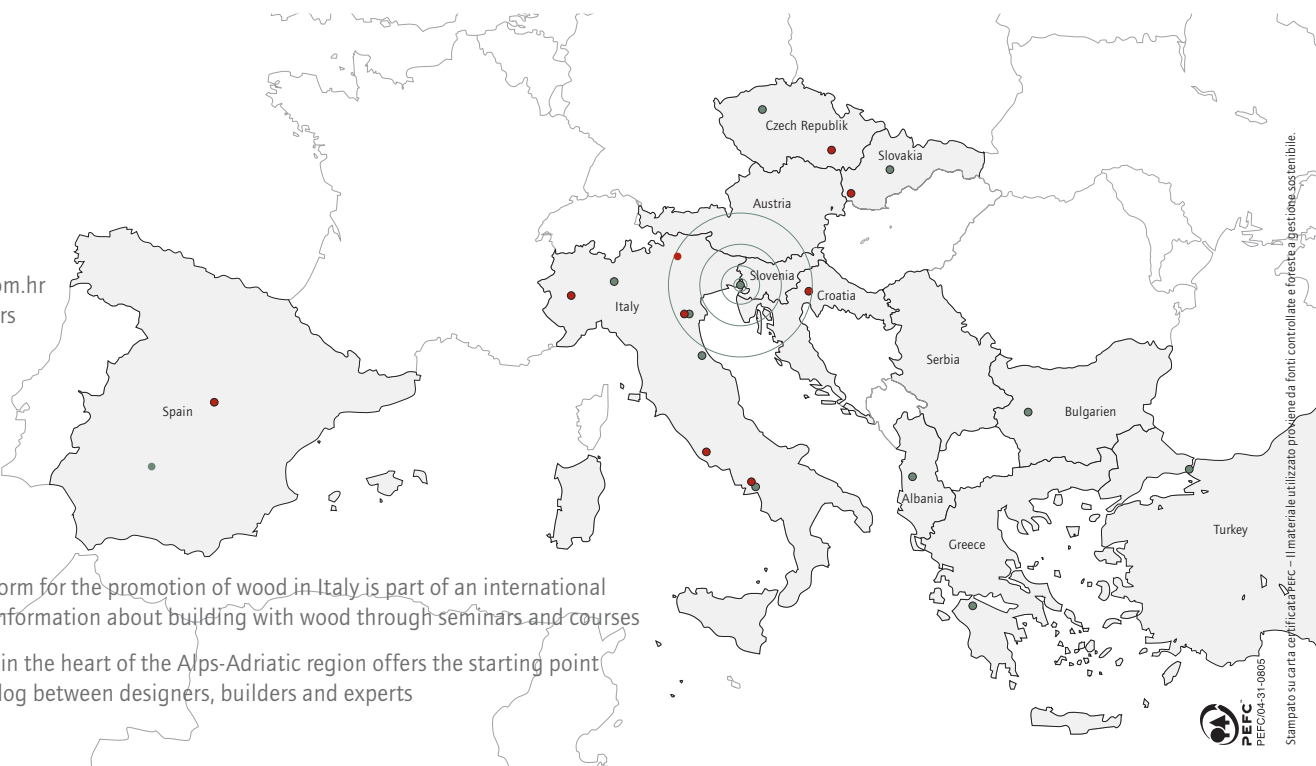 Czech Republik
Slovakia
Austria
om.hr
rs
Slovenia
Croatia
Italy
Serbia
Spain
Bulgarien
Albania
Turkey
Greece
orm for the promotion of wood in Italy is part of an international
nformation about building with wood through seminars and courses
in the heart of the Alps-Adriatic region offers the starting point
log between designers, builders and experts
PEFC
PEFC/04-31-0805
Stampato su carta certificata PEFC – Il materiale utilizzato proviene da fonti controllate e foreste a gestione sostenibile.